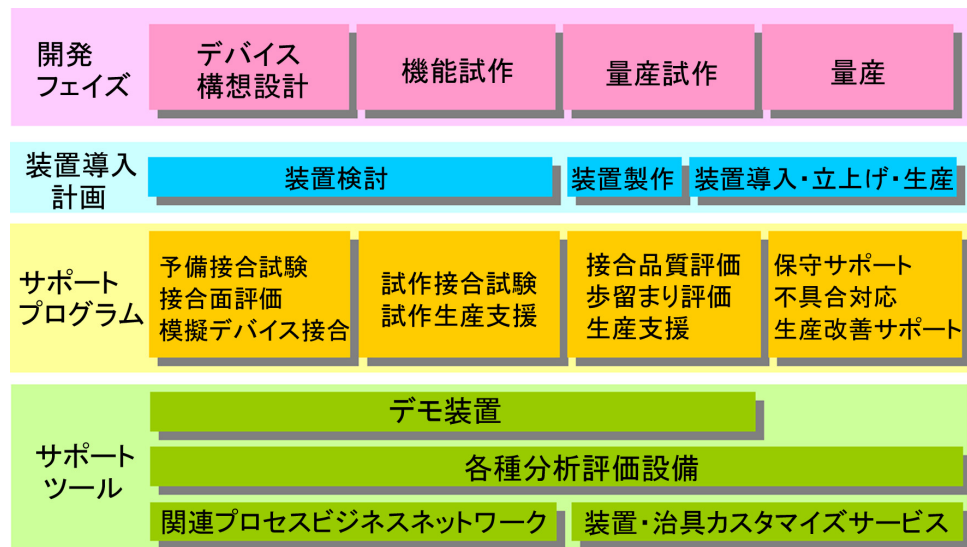 開発
フェイズ
デバイス
構想設計
機能試作
量産試作
量産
装置導入
計画
装置検討
装置製作
装置導入・立上げ・生産
サポート
プログラム
予備接合試験
接合面評価
模擬デバイス接合
試作接合試験
試作生産支援
接合品質評価
歩留まり評価
生産支援
保守サポート
不具合対応
生産改善サポート
サポート
ツール
デモ装置
各種分析評価設備
関連プロセスビジネスネットワーク
装置・治具カスタマイズサービス